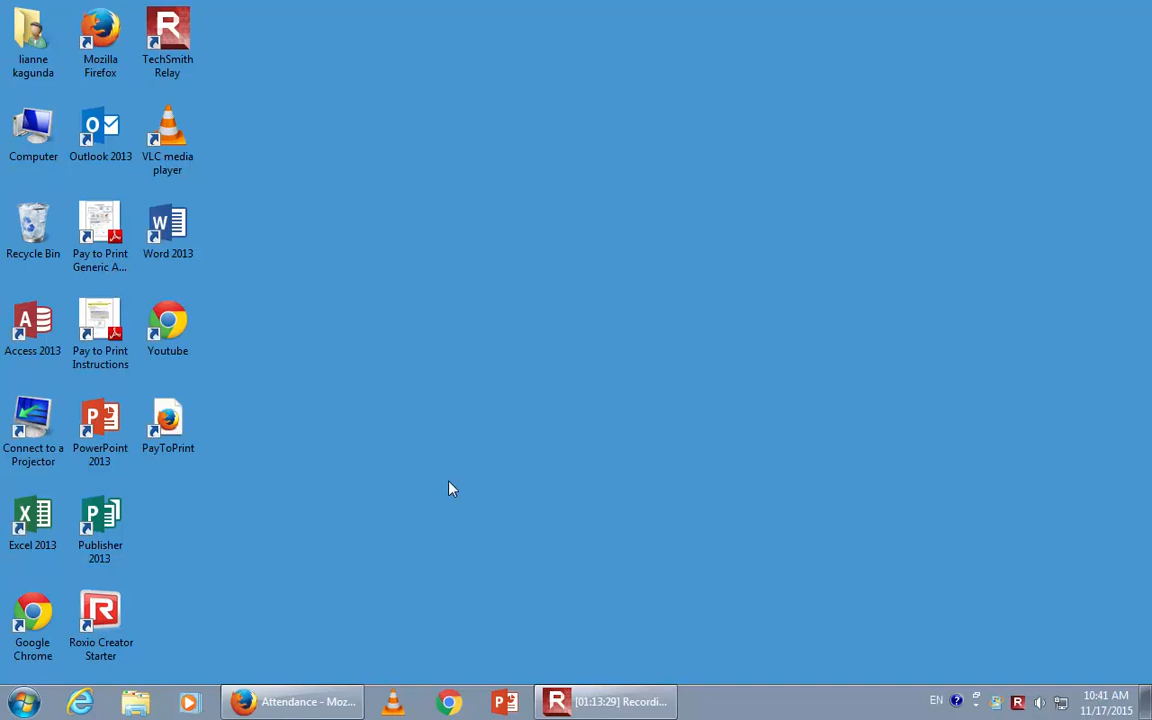 lianne
kagunda
Mozilla
Firefox
TechSmith
Relay
Computer
Outlook 2013
VLC media
player
Recycle Bin
Pay to Print
Generic A...
Word 2013
Access 2013
Pay to Print
Instructions
Youtube
Connect to a
Projector
PowerPoint
2013
PayToPrint
Excel 2013
Publisher
2013
Google
Chrome
Roxio Creator
Starter
Attendance - Moz...
[01:13:29] Recordi...
EN
10:41 AM
11/17/2015